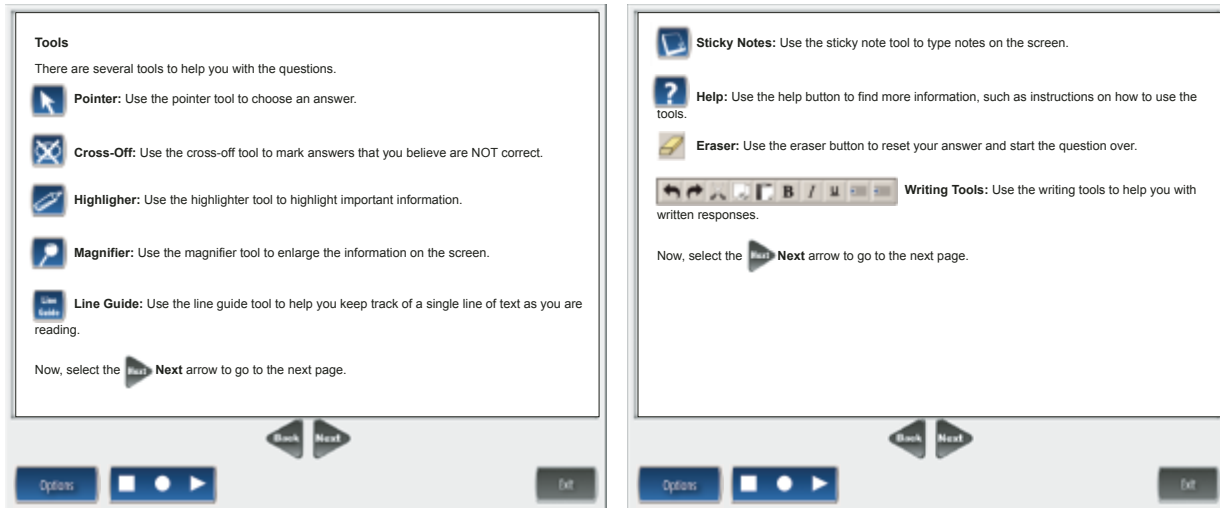 Tools
There are several tools to help you with the questions.
Pointer: Use the pointer tool to choose an answer.
Cross-Off: Use the cross-off tool to mark answers that you believe are NOT correct.
Highligher: Use the highlighter tool to highlight important information.
Magnifier: Use the magnifier tool to enlarge the information on the screen.
Line Guide Line Guide: Use the line guide tool to help you keep track of a single line of text as you are
reading.
Now, select the Next Next arrow to go to the next page.
Back Next
Options Exit
Sticky Notes: Use the sticky note tool to type notes on the screen.
? Help: Use the help button to find more information, such as instructions on how to use the
tools.
Eraser: Use the eraser button to reset your answer and start the question over.
B I u Writing Tools: Use the writing tools to help you with
written responses.
Now, select the Next Next arrow to go to the next page.
Back Next
Options Exit